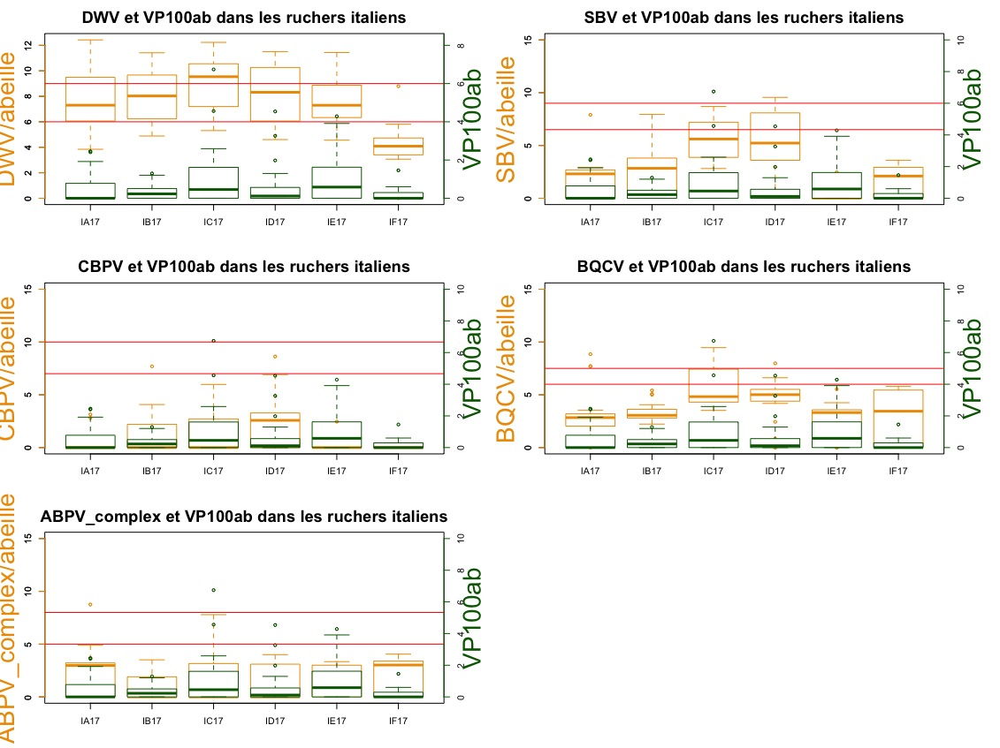 DWV et VP100ab dans les ruchers italiens
DWV/abeille
0 2 4 6 8 10 12
VP100ab
0 2 4 6 8
IA17 IB17 IC17 ID17 IE17 IF17
SBV et VP100ab dans les ruchers italiens
SBV/abeille
0 5 10 15
VP100ab
0 2 4 6 8 10
IA17 IB17 IC17 ID17 IE17 IF17
CBPV et VP100ab dans les ruchers italiens
CBPV/abeille
0 5 10 15
VP100ab
0 2 4 6 8 10
IA17 IB17 IC17 ID17 IE17 IF17
BQCV et VP100ab dans les ruchers italiens
BQCV/abeille
0 5 10 15
VP100ab
0 2 4 6 8 10
IA17 IB17 IC17 ID17 IE17 IF17
ABPV_complex et VP100ab dans les ruchers italiens
ABPV_complex/abeille
0 5 10 15
VP100ab
0 2 4 6 8 10
IA17 IB17 IC17 ID17 IE17 IF17